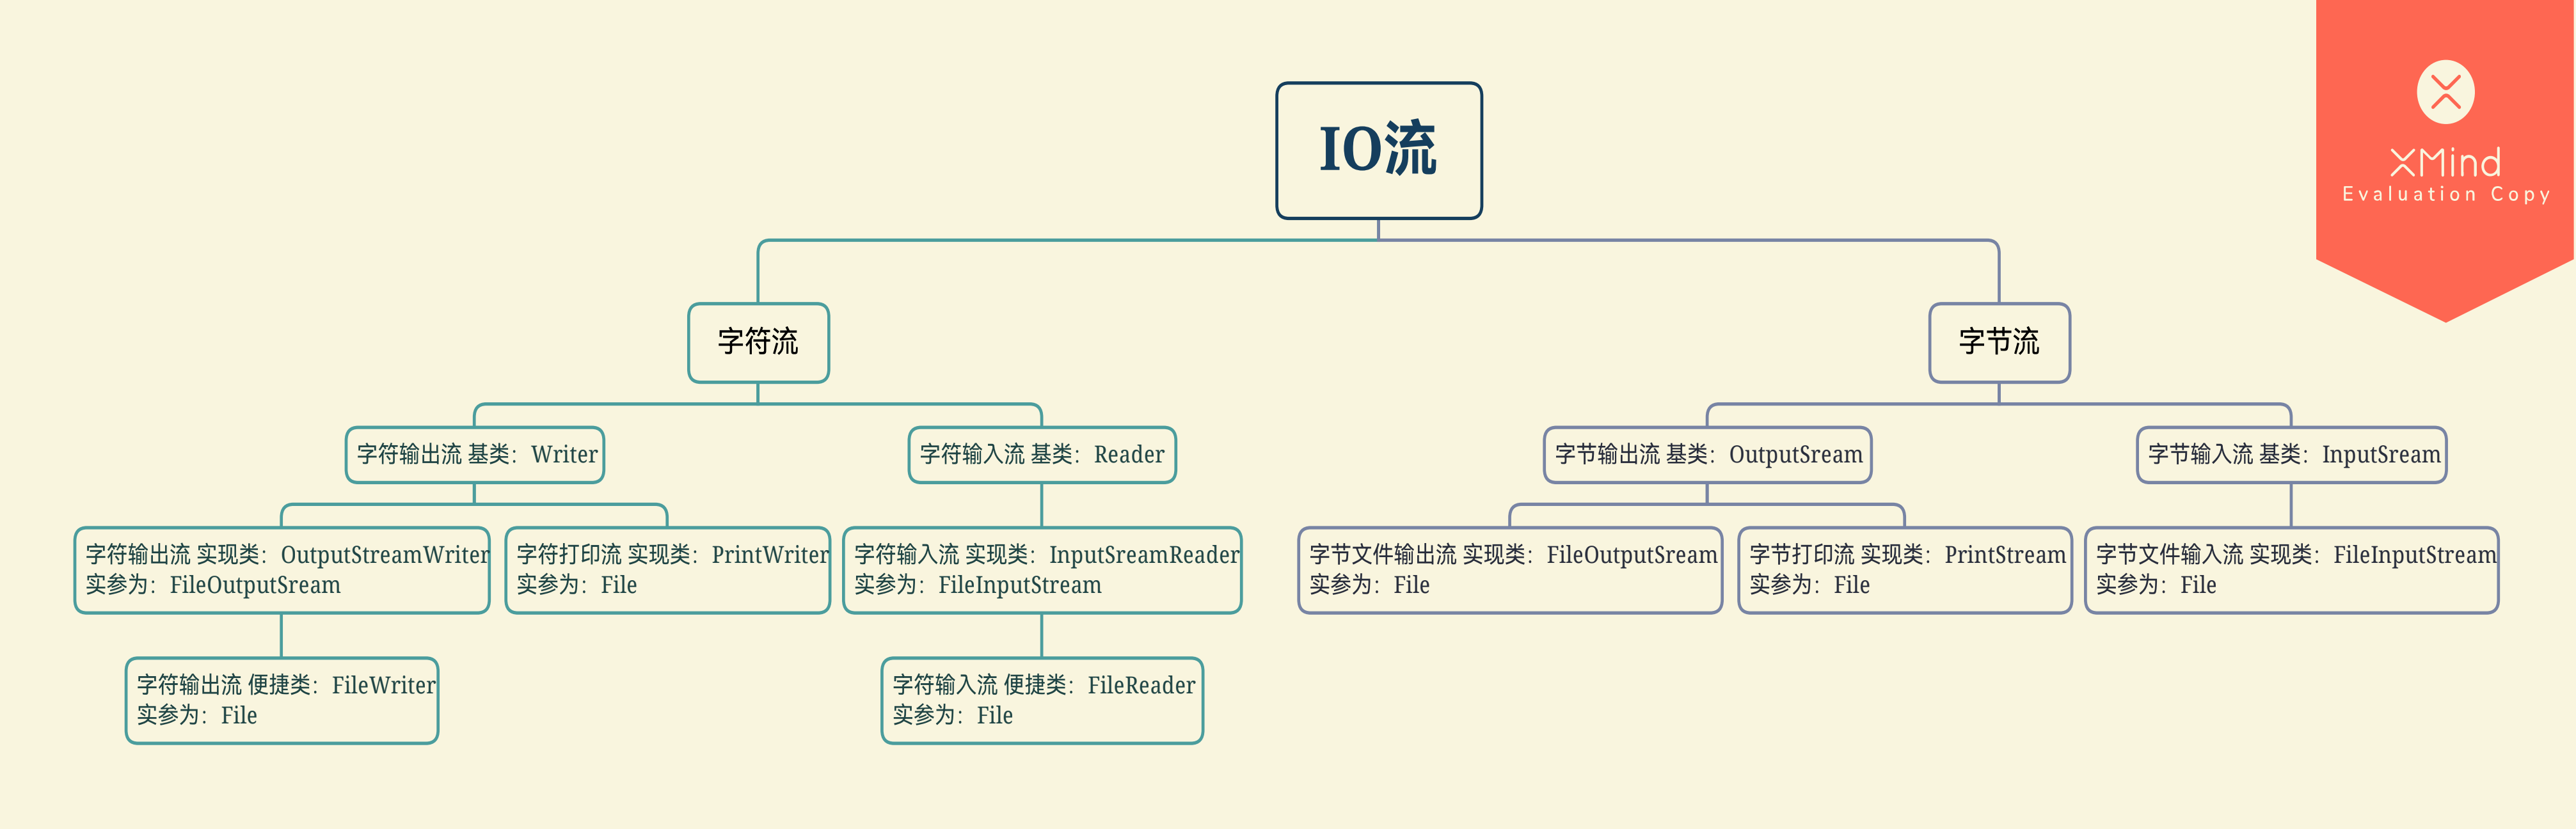 IO流
XMind
Evaluation Copy
字符流
字节流
字符输出流 基类：Writer
字符输入流 基类：Reader
字节输出流 基类：OutputSream
字节输入流 基类：InputSream
字符输出流 实现类：OutputStreamWriter
实参为：FileOutputSream
字符打印流 实现类：PrintWriter
实参为：File
字符输入流 实现类：InputSreamReader
实参为：FileInputStream
字节文件输出流 实现类：FileOutputSream
实参为：File
字节打印流 实现类：PrintStream
实参为：File
字节文件输入流 实现类：FileInputStream
实参为：File
字符输出流 便捷类：FileWriter
实参为：File
字符输入流 便捷类：FileReader
实参为：File